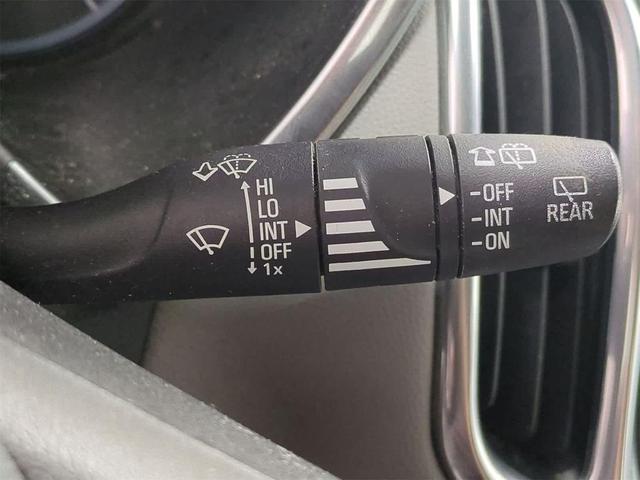 HI
LO
INT
OFF
1x
-OFF
-INT
-ON
REAR